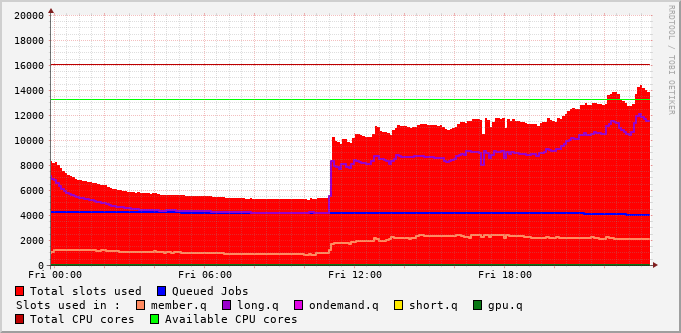 20000
18000
16000
14000
12000
10000
8000
6000
4000
2000
0
Fri 00:00 Fri 06:00 Fri 12:00 Fri 18:00
Total slots used Queued Jobs
Slots used in : member.q long.q ondemand.q short.q gpu.q
Total CPU cores Available CPU cores
RRDTOOL / TOBI OETIKER